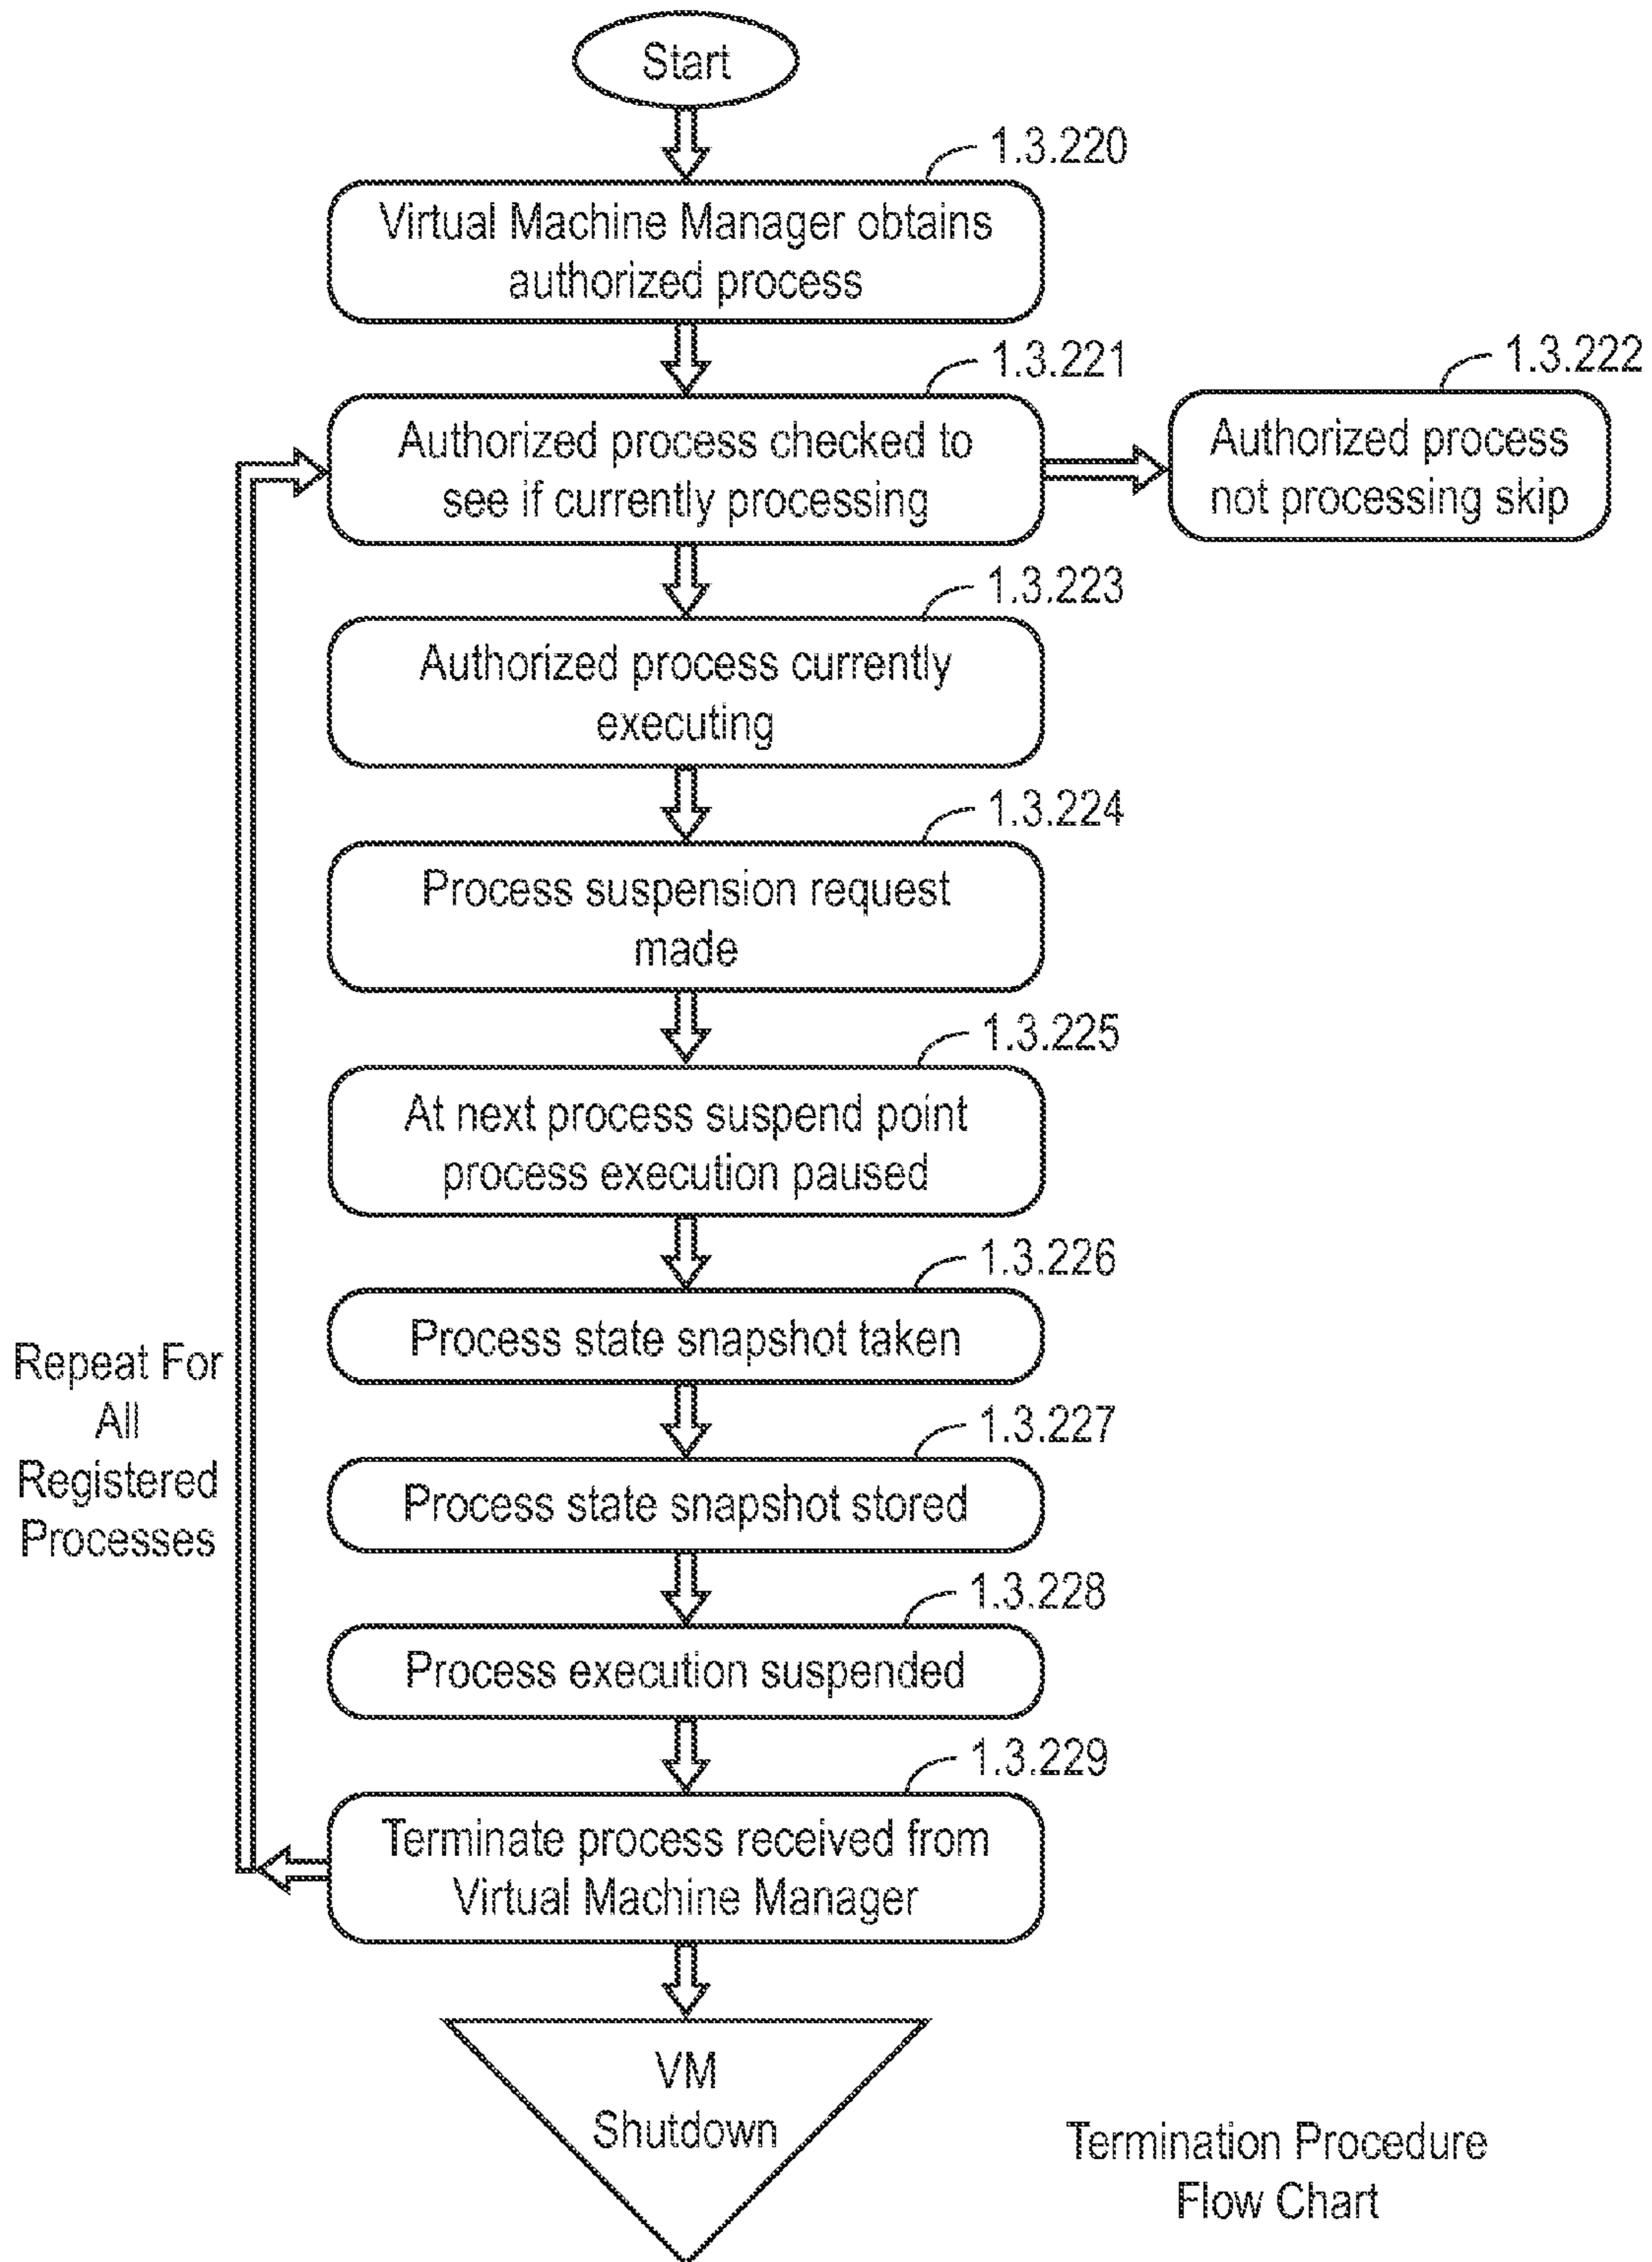 Start
1.3.220
Virtual Machine Manager obtains
authorized process
1.3.221
Authorized process checked to
see if currently processing
1.3.222
Authorized process
not processing skip
1.3.223
Authorized process currently
executing
1.3.224
Process suspension request
made
1.3.225
At next process suspend point
process execution paused
1.3.226
Process state snapshot taken
1.3.227
Process state snapshot stored
1.3.228
Process execution suspended
1.3.229
Terminate process received from
Virtual Machine Manager
Repeat For
All
Registered
Processes
VM
Shutdown
Termination Procedure
Flow Chart